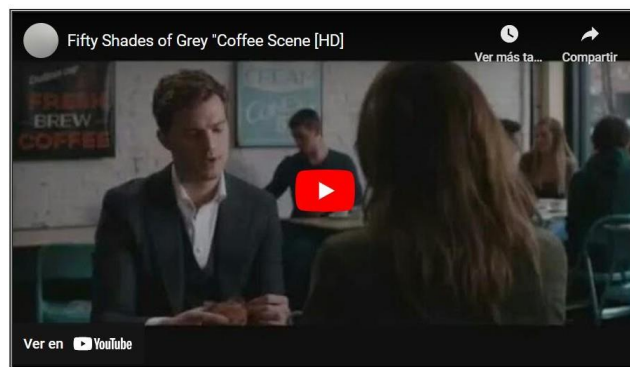 Fifty Shades of Grey "Coffee Scene [HD]
Ver más ta...
Compartir
FRESH
BREW
COFFEE
Ver en YouTube